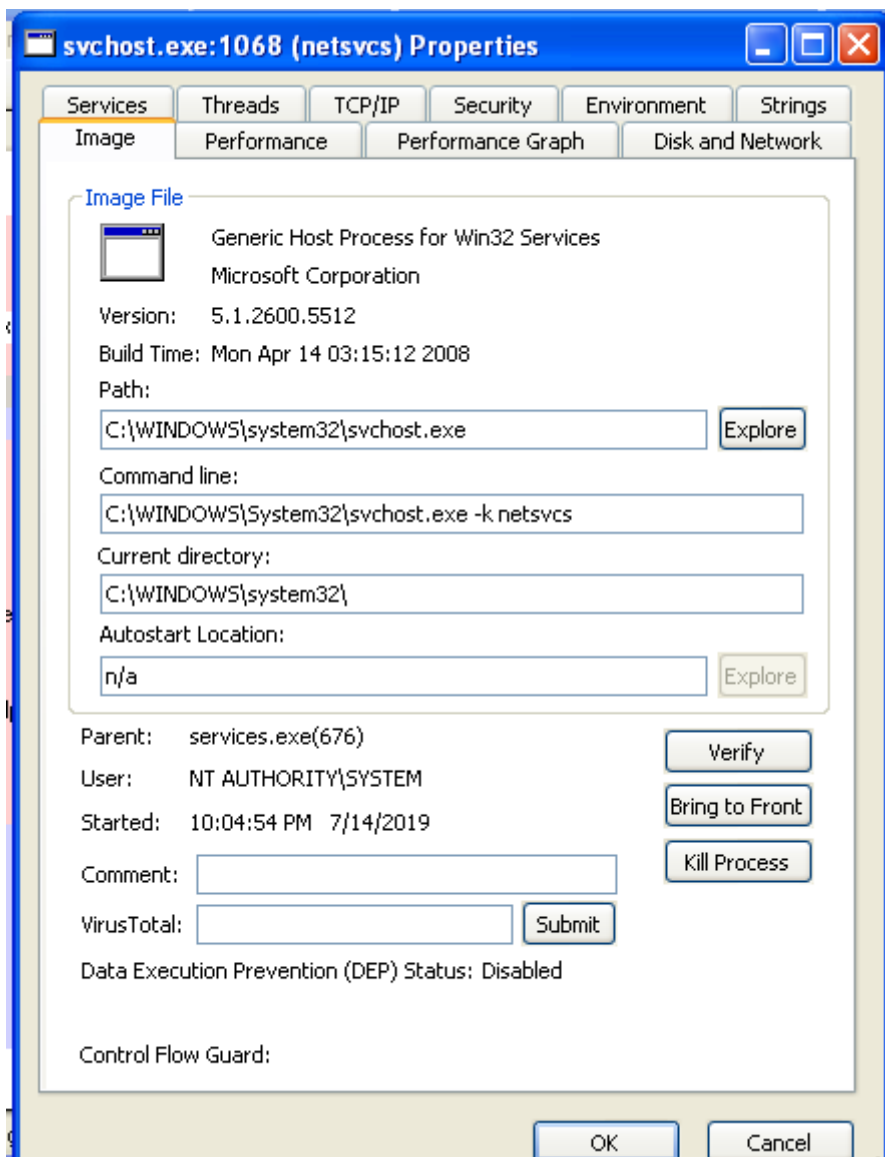 svchost.exe:1068 (netsvcs) Properties
Services Threads TCP/IP Security Environment Strings
Image Performance Performance Graph Disk and Network
Image File
Generic Host Process for Win32 Services
Microsoft Corporation
Version: 5.1.2600.5512
Build Time: Mon Apr 14 03:15:12 2008
Path:
C:\WINDOWS\system32\svchost.exe Explore
Command line:
C:\WINDOWS\System32\svchost.exe -k netsvcs
Current directory:
C:\WINDOWS\system32\
Autostart Location:
n/a Explore
Parent: services.exe(676)
Verify
User: NT AUTHORITY\SYSTEM
Bring to Front
Started: 10:04:54 PM 7/14/2019
Kill Process
Comment:
VirusTotal: Submit
Data Execution Prevention (DEP) Status: Disabled
Control Flow Guard:
OK Cancel